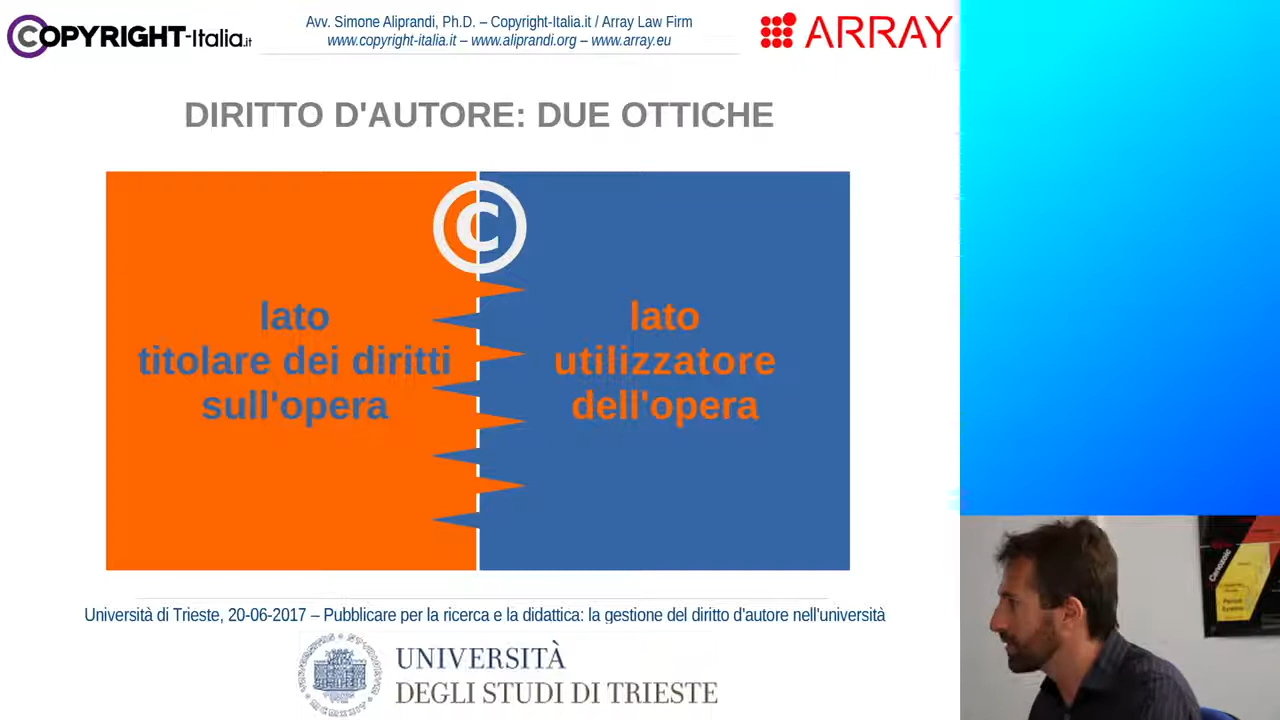 COPYRIGHT-Italia.it
Avv. Simone Aliprandi, Ph.D. – Copyright-Italia.it / Array Law Firm
www.copyright-italia.it – www.aliprandi.org – www.array.eu
ARRAY
DIRITTO D'AUTORE: DUE OTTICHE
©
lato
titolare dei diritti
sull'opera
lato
utilizzatore
dell'opera
Università di Trieste, 20-06-2017 – Pubblicare per la ricerca e la didattica: la gestione del diritto d'autore nell'università
UNIVERSITÀ
DEGLI STUDI DI TRIESTE